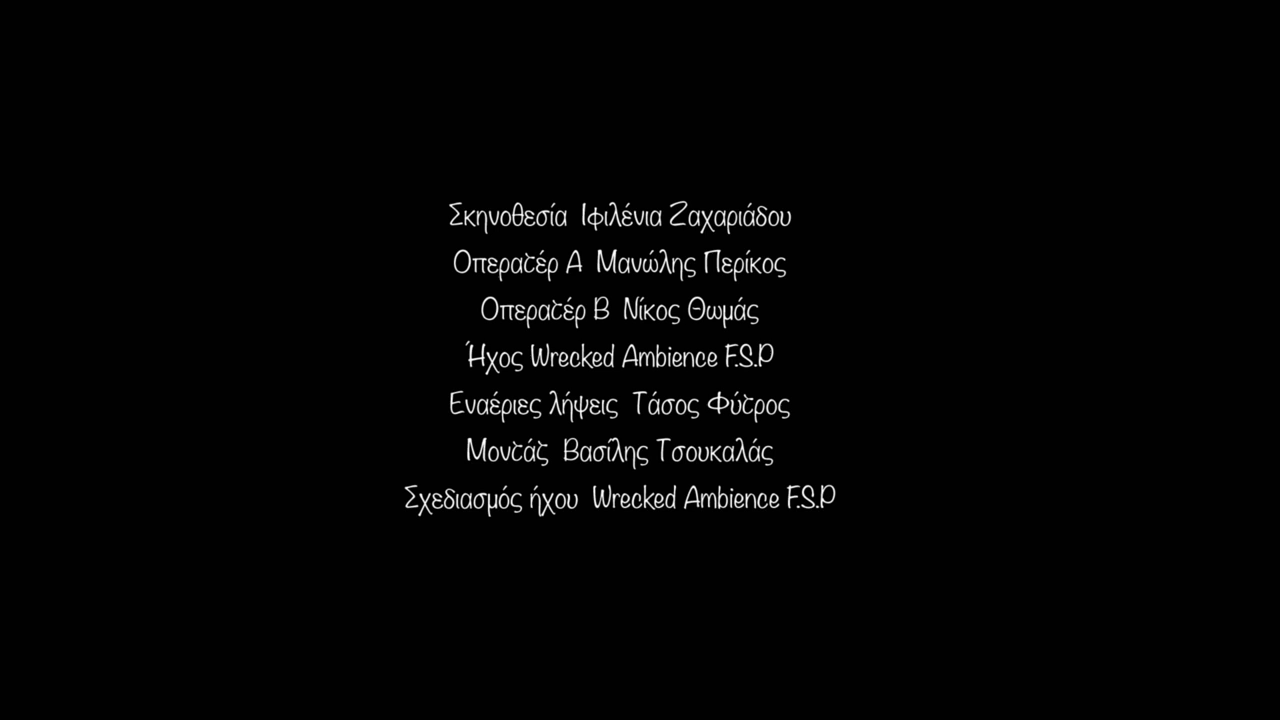 Σκηνοθεσία Ιφιλένια Ζαχαριάδου
Οπερατέρ Α Μανώλης Περίκος
Οπερατέρ Β Νίκος Θωμάς
Ήχος Wrecked Ambience F.S.P
Εναέριες λήψεις Τάσος Φύτρος
Μοντάζ Βασίλης Τσουκαλάς
Σχεδιασμός ήχου Wrecked Ambience F.S.P